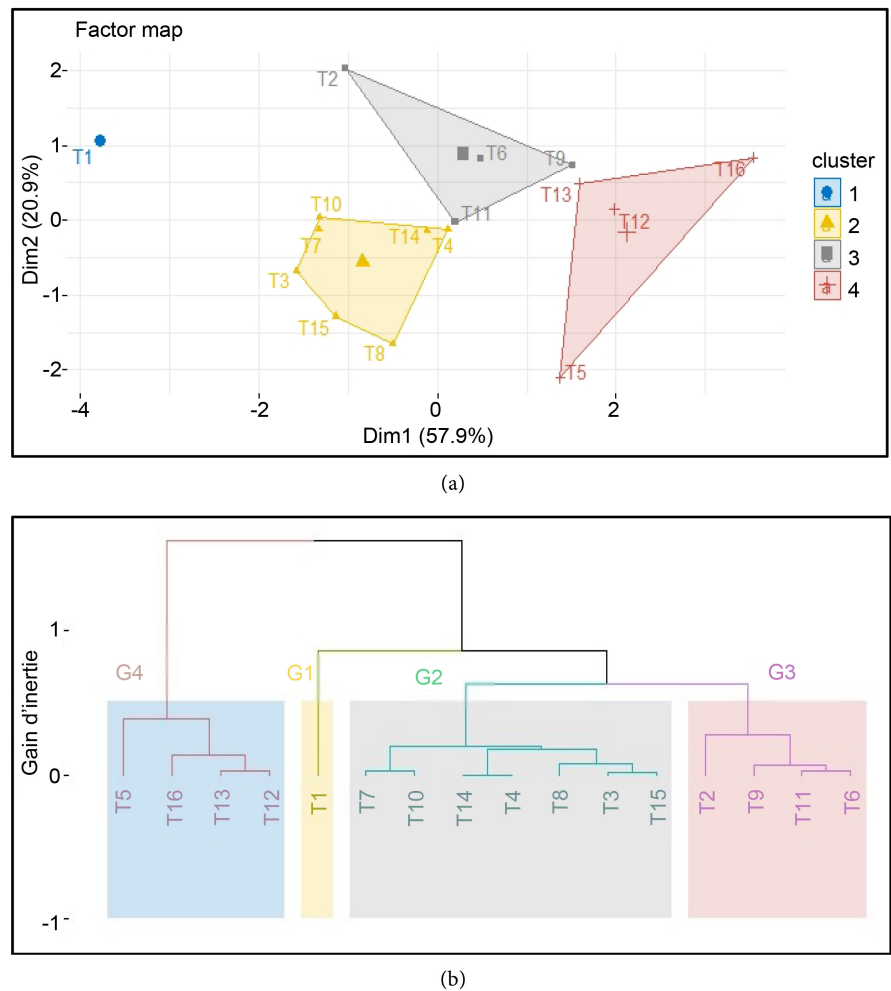 Factor map
T2
2-
T1
1-
T6
T9
T16
T13
cluster
1
2
3
4
T10
T11
T12
T14
T4
T7
0-
T3
-1-
T15
T8
T5
-2-
Dim2 (20.9%)
-4
-2
0
2
Dim1 (57.9%)
(a)
1-
G4
G1
G2
G3
Gain d'inertie
0-
T5
T16
T13
T12
T1
T7
T10
T14
T4
T8
T3
T15
T2
T9
T11
T6
-1-
(b)